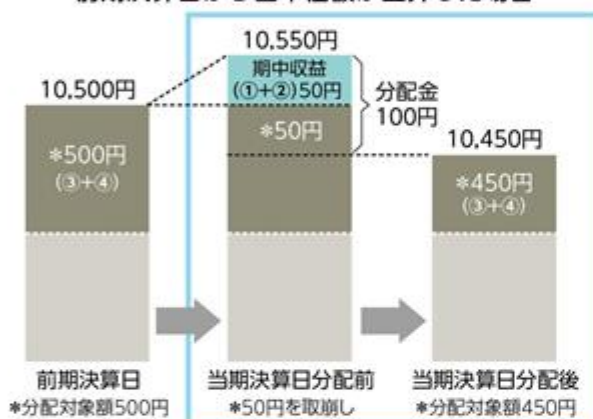 10,550円
10,500円
期中収益
(①+②)50円
分配金
100円
*50円
10,450円
*500円
(③+④)
*450円
(③+④)
前期決算日
当期決算日分配前
当期決算日分配後
*分配対象額500円
*50円を取崩し
*分配対象額450円